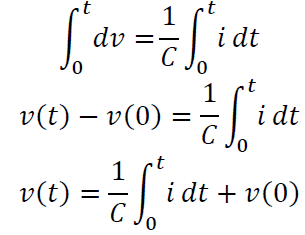 ∫₀ᵗ dv = 1/C ∫₀ᵗ i dt
v(t) − v(0) = 1/C ∫₀ᵗ i dt
v(t) = 1/C ∫₀ᵗ i dt + v(0)